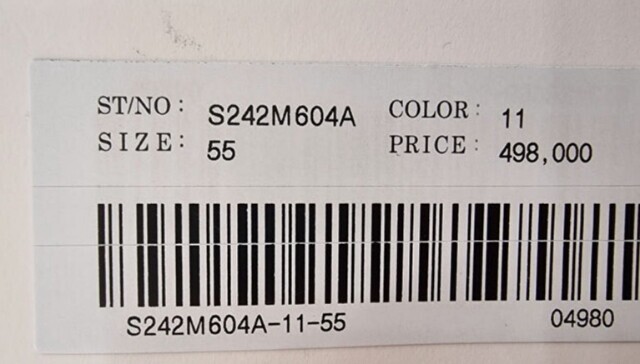 ST/NO : S242M604A COLOR : 11
SIZE : 55 PRICE : 498,000
S242M604A-11-55 04980